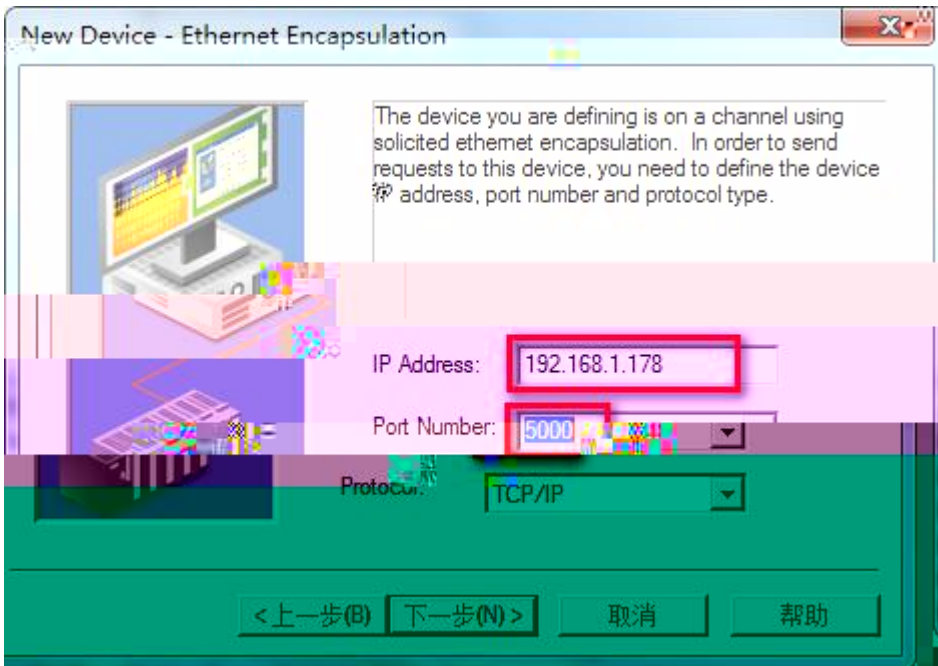 New Device - Ethernet Encapsulation
The device you are defining is on a channel using
solicited ethernet encapsulation. In order to send
requests to this device, you need to define the device
address, port number and protocol type.
IP Address: 192.168.1.178
Port Number: 5000
Protocol: TCP/IP
<上一步(B) 下一步(N)> 取消 帮助